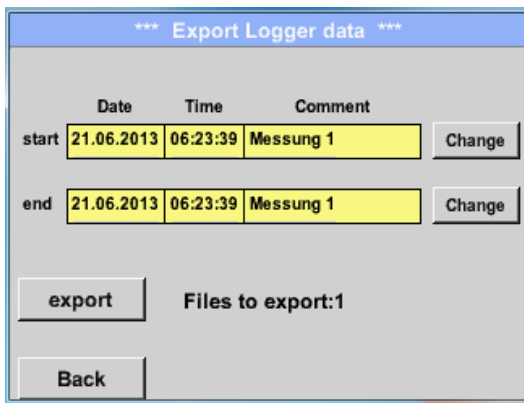 *** Export Logger data ***
Date Time Comment
start 21.06.2013 06:23:39 Messung 1 Change
end 21.06.2013 06:23:39 Messung 1 Change
export Files to export:1
Back